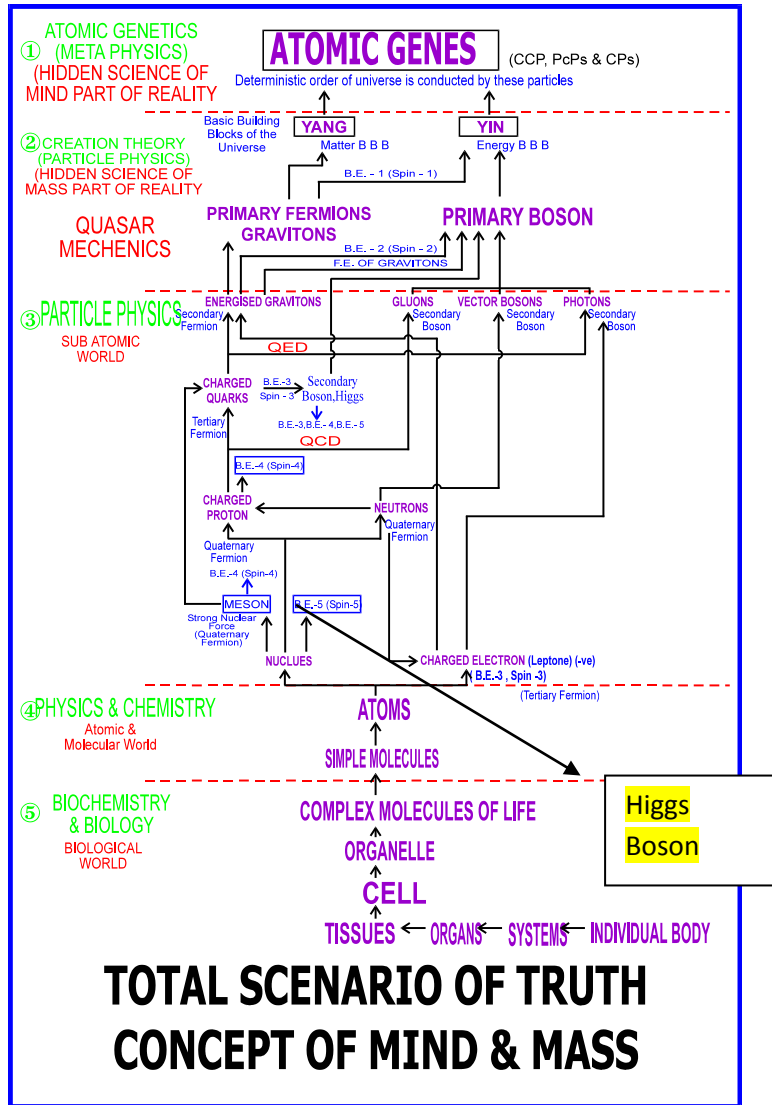 ① ATOMIC GENETICS
(META PHYSICS)
(HIDDEN SCIENCE OF
MIND PART OF REALITY
ATOMIC GENES
(CCP, PcPs & CPs)
Deterministic order of universe is conducted by these particles
② CREATION THEORY
(PARTICLE PHYSICS)
(HIDDEN SCIENCE OF
MASS PART OF REALITY
Basic Building
Blocks of the
Universe
YANG
YIN
Matter B B B
Energy B B B
B.E. - 1 (Spin - 1)
QUASAR
MECHENICS
PRIMARY FERMIONS
GRAVITONS
PRIMARY BOSON
B.E. - 2 (Spin - 2)
F.E. OF GRAVITONS
③ PARTICLE PHYSICS
SUB ATOMIC
WORLD
ENERGISED GRAVITONS
Secondary
Fermion
GLUONS
Secondary
Boson
VECTOR BOSONS
Secondary
Boson
PHOTONS
Secondary
Boson
QED
CHARGED
QUARKS
B.E.-3
Spin - 3
Secondary
Boson,Higgs
Tertiary
Fermion
B.E.-3,B.E.- 4,B.E.- 5
QCD
B.E.-4 (Spin-4)
CHARGED
PROTON
NEUTRONS
Quaternary
Fermion
Quaternary
Fermion
B.E.-4 (Spin-4)
MESON
B.E.-5 (Spin-5)
Strong Nuclear
Force
(Quaternary
Fermion)
NUCLUES
CHARGED ELECTRON (Leptone) (-ve)
( B.E.-3 , Spin -3)
(Tertiary Fermion)
④ PHYSICS & CHEMISTRY
Atomic &
Molecular World
ATOMS
SIMPLE MOLECULES
⑤ BIOCHEMISTRY
& BIOLOGY
BIOLOGICAL
WORLD
COMPLEX MOLECULES OF LIFE
Higgs
Boson
ORGANELLE
CELL
TISSUES
ORGANS
SYSTEMS
INDIVIDUAL BODY
TOTAL SCENARIO OF TRUTH
CONCEPT OF MIND & MASS